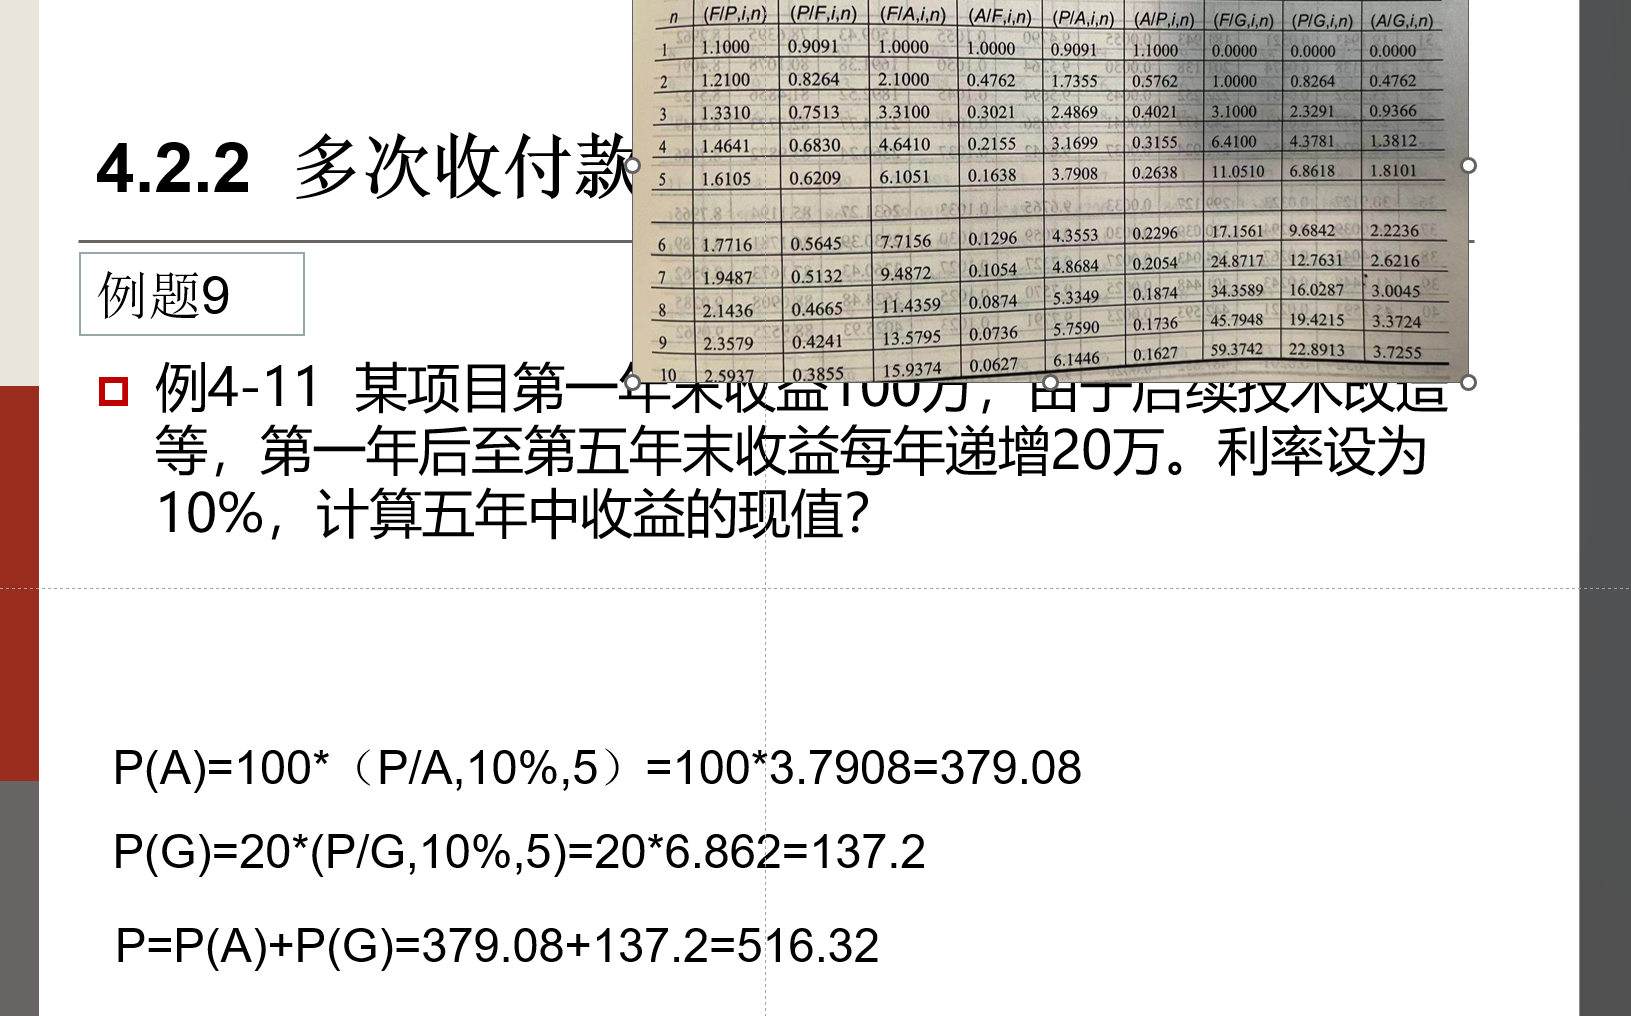 n (F/P,i,n) (P/F,i,n) (F/A,i,n) (A/F,i,n) (P/A,i,n) (A/P,i,n) (F/G,i,n) (P/G,i,n) (A/G,i,n)
1 1.1000 0.9091 1.0000 1.0000 0.9091 1.1000 0.0000 0.0000 0.0000
2 1.2100 0.8264 2.1000 0.4762 1.7355 0.5762 1.0000 0.8264 0.4762
3 1.3310 0.7513 3.3100 0.3021 2.4869 0.4021 3.1000 2.3291 0.9366
4 1.4641 0.6830 4.6410 0.2155 3.1699 0.3155 6.4100 4.3781 1.3812
5 1.6105 0.6209 6.1051 0.1638 3.7908 0.2638 11.0510 6.8618 1.8101
6 1.7716 0.5645 7.7156 0.1296 4.3553 0.2296 17.1561 9.6842 2.2236
7 1.9487 0.5132 9.4872 0.1054 4.8684 0.2054 24.8717 12.7631 2.6216
8 2.1436 0.4665 11.4359 0.0874 5.3349 0.1874 34.3589 16.0287 3.0045
9 2.3579 0.4241 13.5795 0.0736 5.7590 0.1736 45.7948 19.4215 3.3724
10 2.5937 0.3855 15.9374 0.0627 6.1446 0.1627 59.3742 22.8913 3.7255
4.2.2 多次收付款
例题9
例4-11 某项目第一年末收益100万，由于后续技术改造
等，第一年后至第五年末收益每年递增20万。利率设为
10%，计算五年中收益的现值？
P(A)=100*（P/A,10%,5）=100*3.7908=379.08
P(G)=20*(P/G,10%,5)=20*6.862=137.2
P=P(A)+P(G)=379.08+137.2=516.32